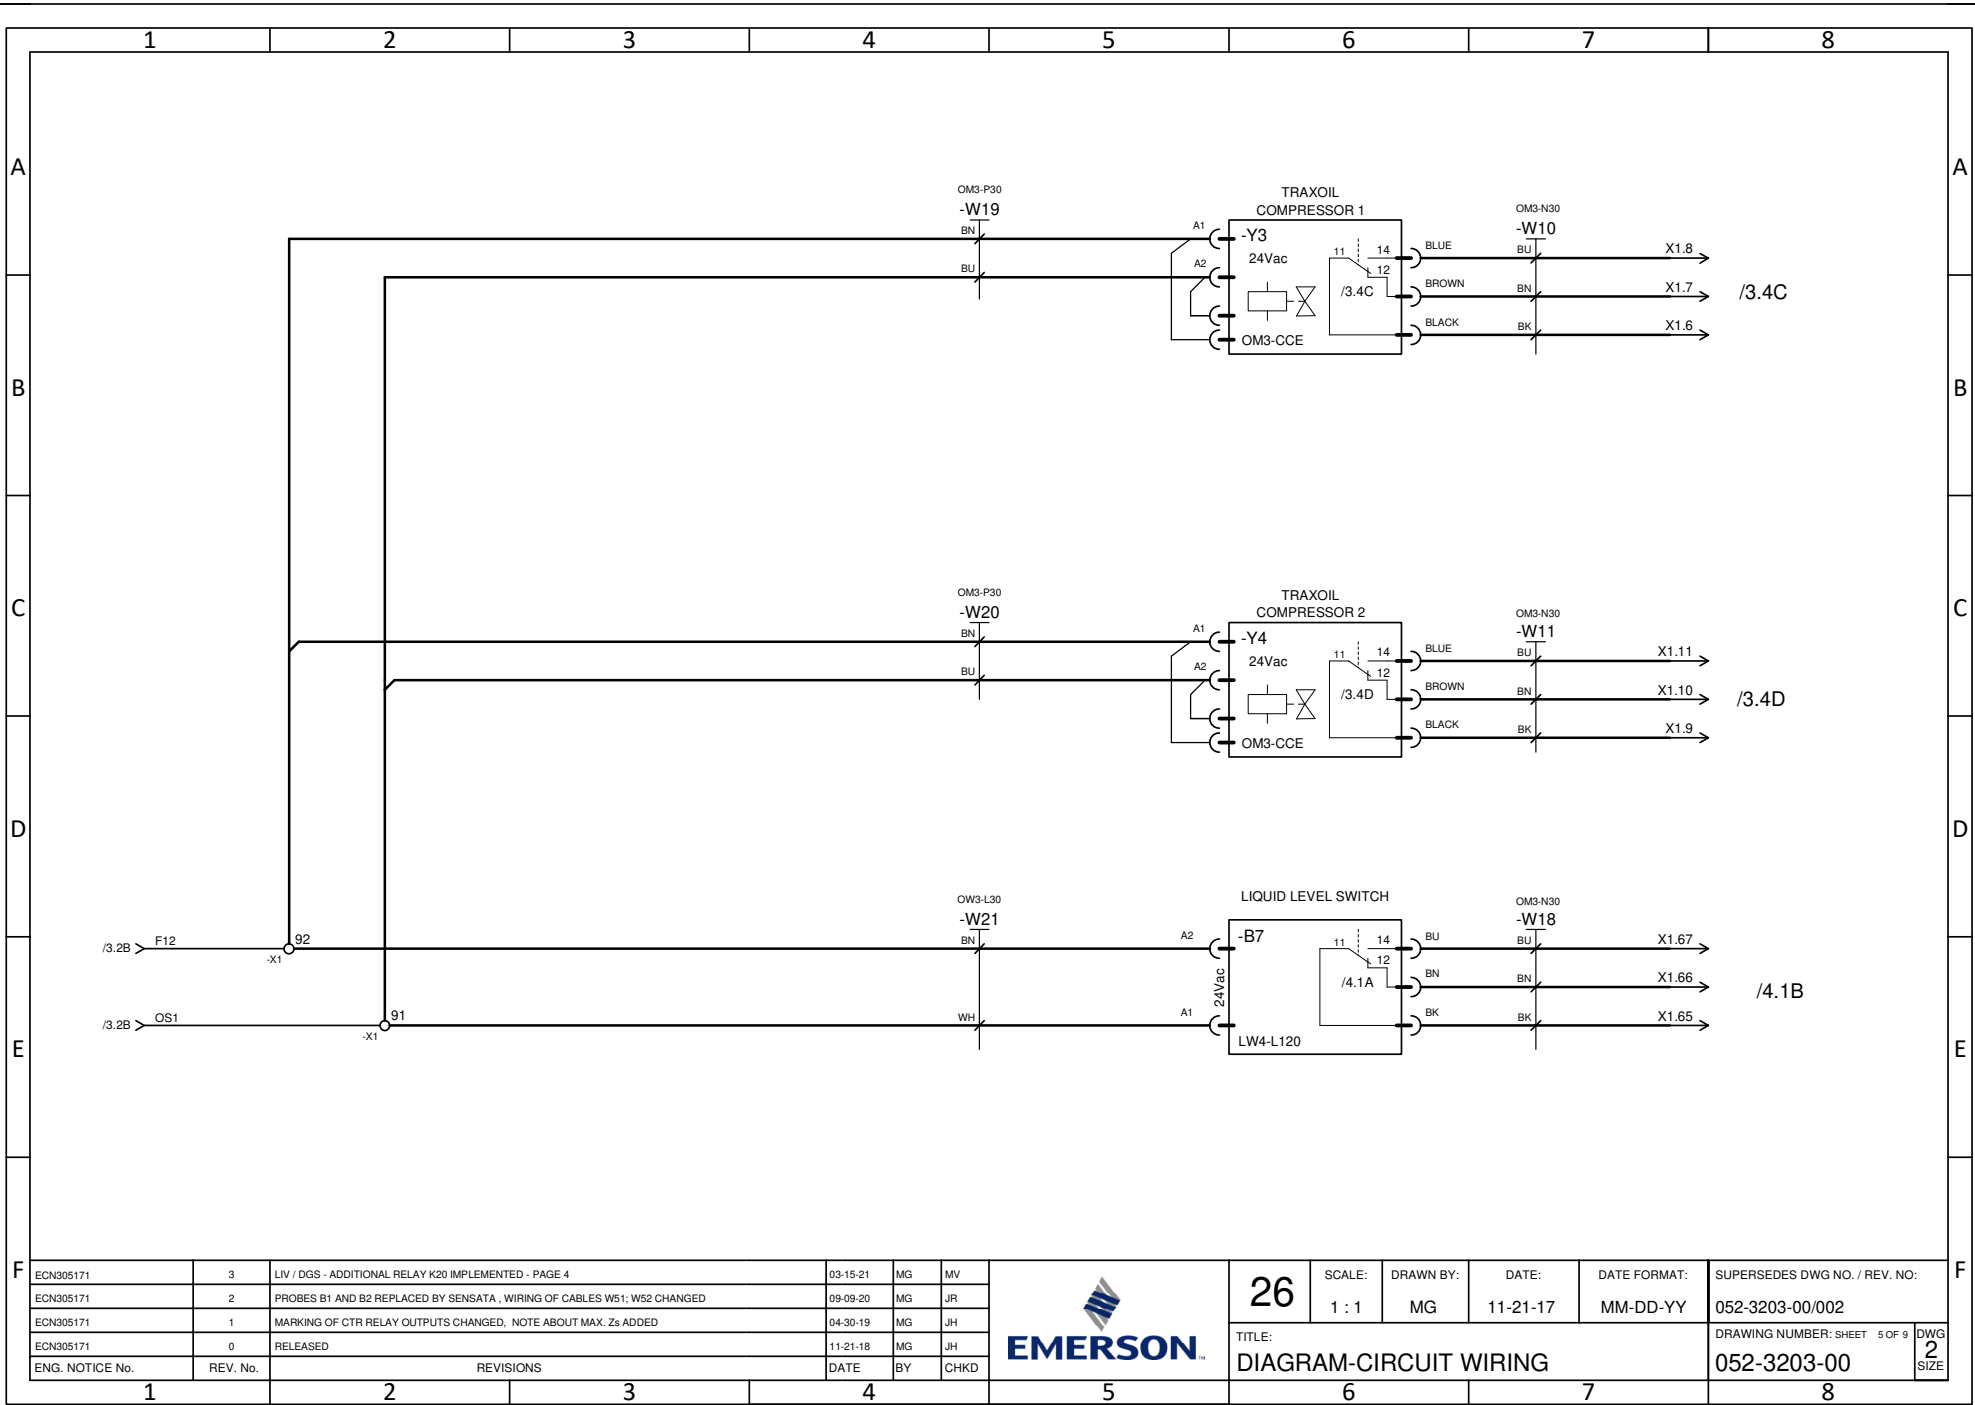 1 2 3 4 5 6 7 8
A A
OM3-P30
-W19
BN
BU
TRAXOIL
COMPRESSOR 1
A1
A2
-Y3
24Vac
OM3-CCE
11 14
12
/3.4C
BLUE
BROWN
BLACK
OM3-N30
-W10
BU
BN
BK
X1.8
X1.7
X1.6
/3.4C
B B
C C
OM3-P30
-W20
BN
BU
TRAXOIL
COMPRESSOR 2
A1
A2
-Y4
24Vac
OM3-CCE
11 14
12
/3.4D
BLUE
BROWN
BLACK
OM3-N30
-W11
BU
BN
BK
X1.11
X1.10
X1.9
/3.4D
D D
/3.2B F12
92
-X1
/3.2B OS1
91
-X1
OW3-L30
-W21
BN
WH
LIQUID LEVEL SWITCH
A2
A1
-B7
24Vac
LW4-L120
11 14
12
/4.1A
BU
BN
BK
OM3-N30
-W18
BU
BN
BK
X1.67
X1.66
X1.65
/4.1B
E E
F F
ECN305171 3 LIV / DGS - ADDITIONAL RELAY K20 IMPLEMENTED - PAGE 4 03-15-21 MG MV
ECN305171 2 PROBES B1 AND B2 REPLACED BY SENSATA , WIRING OF CABLES W51; W52 CHANGED 09-09-20 MG JR
ECN305171 1 MARKING OF CTR RELAY OUTPUTS CHANGED, NOTE ABOUT MAX. Zs ADDED 04-30-19 MG JH
ECN305171 0 RELEASED 11-21-18 MG JH
ENG. NOTICE No. REV. No. REVISIONS DATE BY CHKD
EMERSON™
26
SCALE: DRAWN BY: DATE: DATE FORMAT: SUPERSEDES DWG NO. / REV. NO:
1 : 1 MG 11-21-17 MM-DD-YY 052-3203-00/002
TITLE:
DIAGRAM-CIRCUIT WIRING
DRAWING NUMBER: SHEET 5 OF 9
052-3203-00
DWG
2
SIZE
1 2 3 4 5 6 7 8